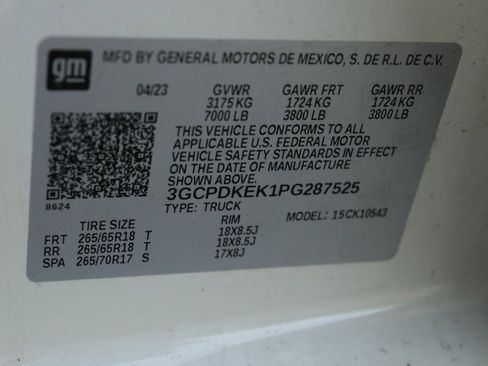 gm
MFD BY GENERAL MOTORS DE MEXICO, S. DE R.L. DE C.V.
04/23 GVWR GAWR FRT GAWR RR
3175 KG 1724 KG 1724 KG
7000 LB 3800 LB 3800 LB
THIS VEHICLE CONFORMS TO ALL
APPLICABLE U.S. FEDERAL MOTOR
VEHICLE SAFETY STANDARDS IN EFFECT
ON THE DATE OF MANUFACTURE
SHOWN ABOVE.
3GCPDKEK1PG287525
8624
TYPE: TRUCK MODEL: 15CK10543
TIRE SIZE RIM
FRT 265/65R18 T 18X8.5J
RR 265/65R18 T 18X8.5J
SPA 265/70R17 S 17X8J